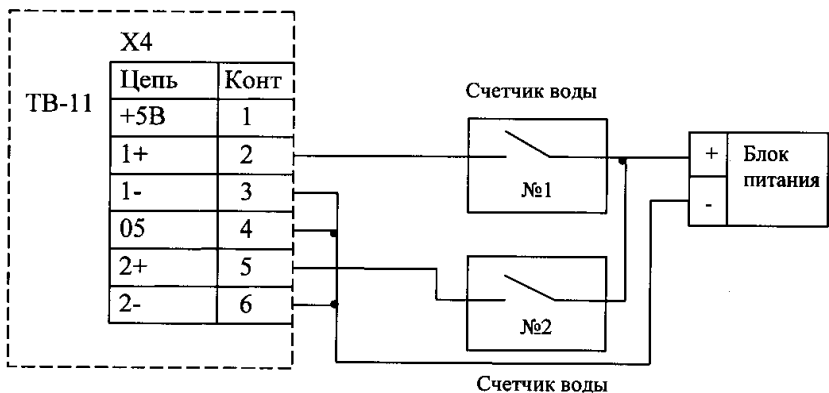 X4
Цепь Конт
ТВ-11
+5В 1
1+ 2
1- 3
05 4
2+ 5
2- 6
Счетчик воды
№1
+ Блок
питания
-
№2
Счетчик воды